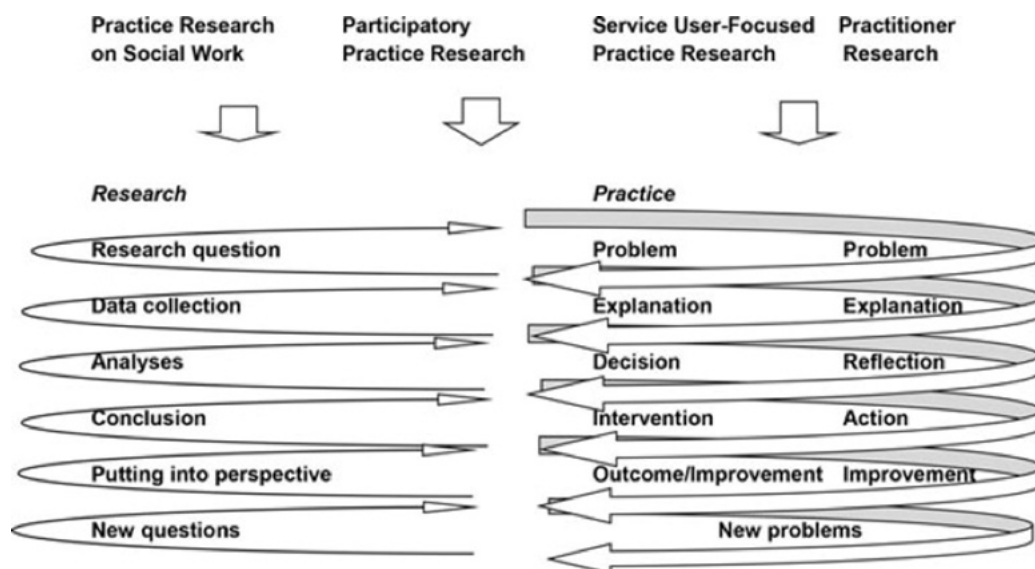 Practice Research
on Social Work
Participatory
Practice Research
Service User-Focused
Practice Research
Practitioner
Research
Research
Practice
Research question
Problem
Problem
Data collection
Explanation
Explanation
Analyses
Decision
Reflection
Conclusion
Intervention
Action
Putting into perspective
Outcome/Improvement
Improvement
New questions
New problems